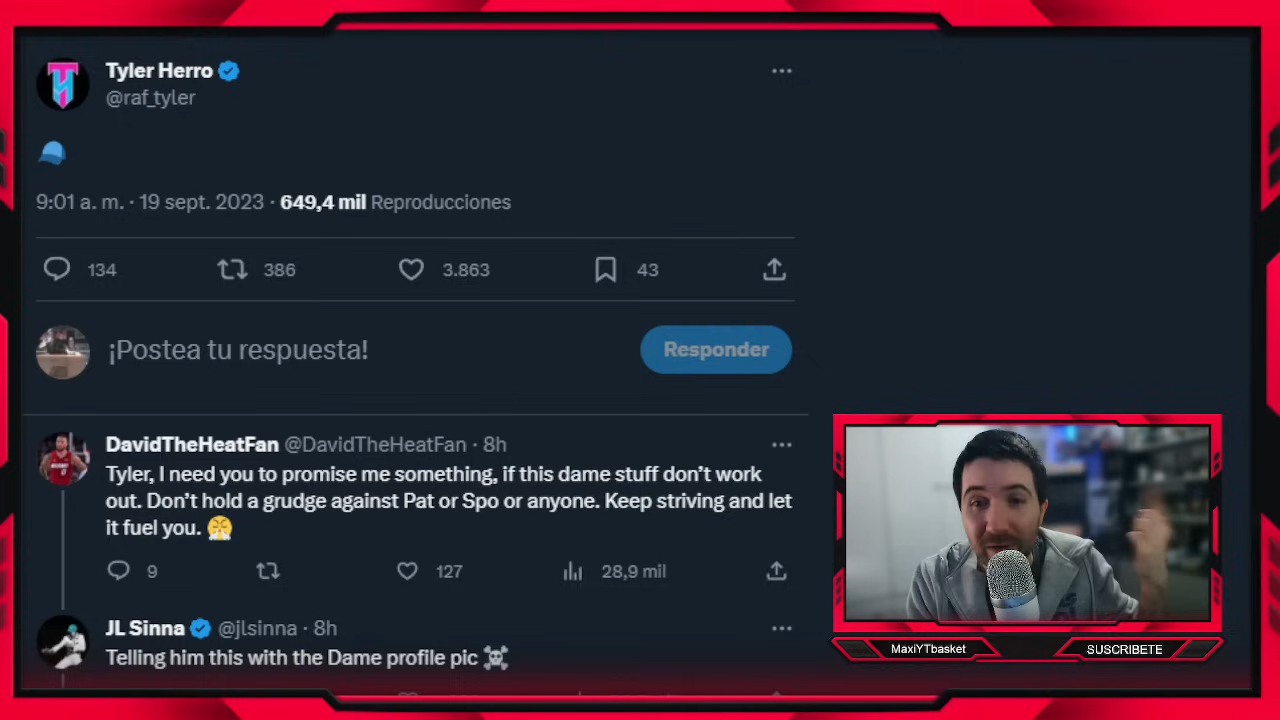 Tyler Herro
@raf_tyler
🧢
9:01 a. m. · 19 sept. 2023 · 649,4 mil Reproducciones
134 386 3.863 43
¡Postea tu respuesta!
Responder
DavidTheHeatFan @DavidTheHeatFan · 8h
Tyler, I need you to promise me something, if this dame stuff don't work
out. Don't hold a grudge against Pat or Spo or anyone. Keep striving and let
it fuel you. 😤
9 127 28,9 mil
JL Sinna @jlsinna · 8h
Telling him this with the Dame profile pic ☠️
MaxiYTbasket
SUSCRIBETE